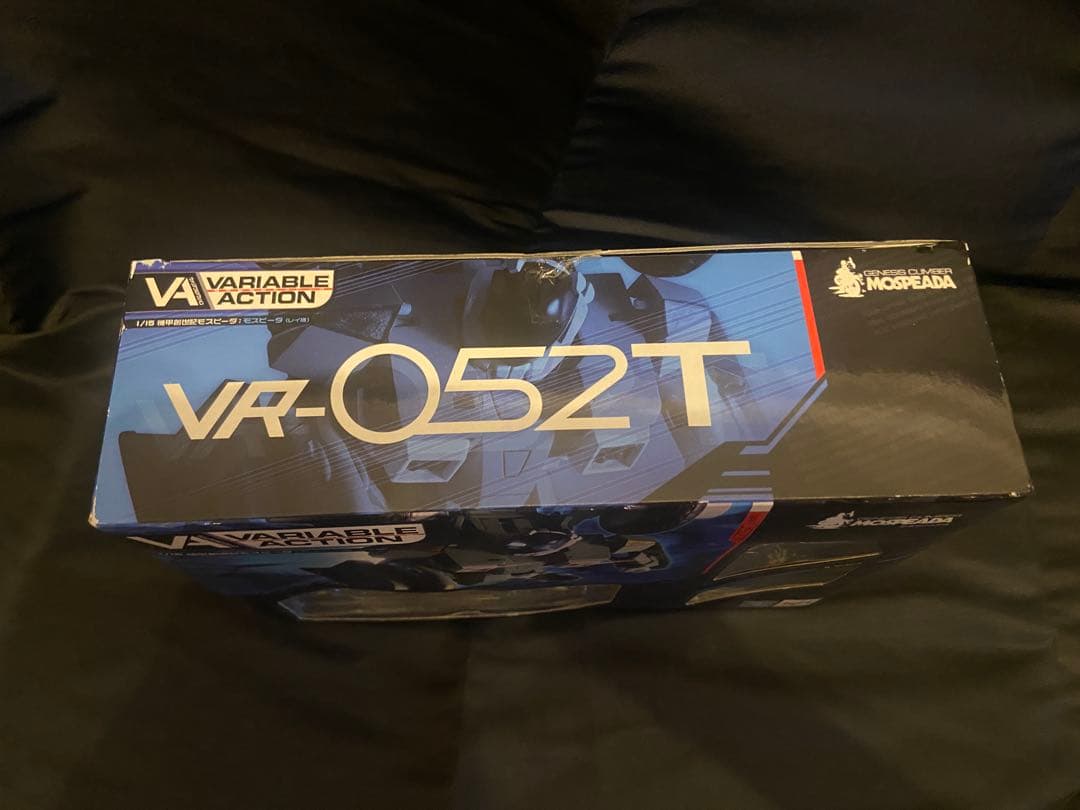 VA VARIABLE
ACTION
1/15 機甲創世記モスピーダ:モスピーダ(レイ機)
VR-052T
GENESIS CLIMBER
MOSPEADA
VA VARIABLE
ACTION
MOSPEADA